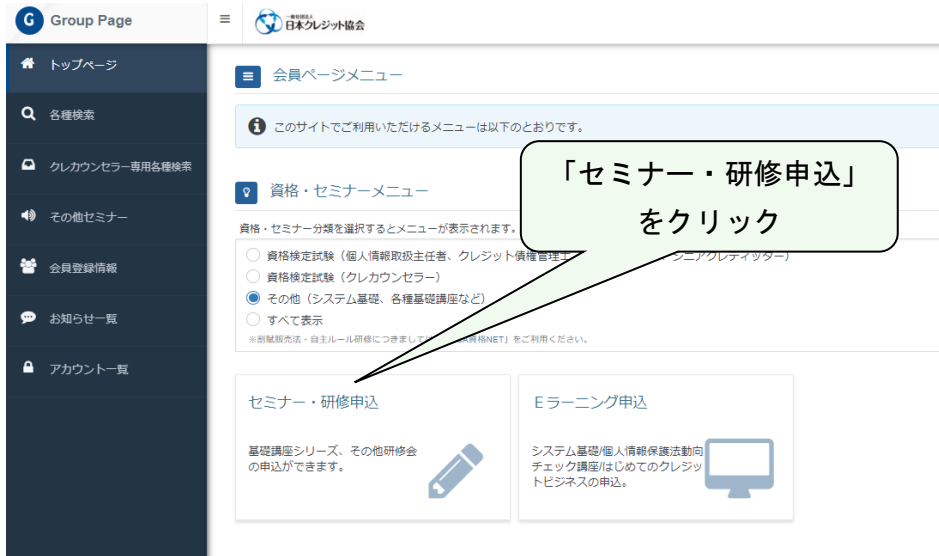 G Group Page
一般社団法人
日本クレジット協会
トップページ
各種検索
クレカウンセラー専用各種検索
その他セミナー
会員登録情報
お知らせ一覧
アカウント一覧
会員ページメニュー
このサイトでご利用いただけるメニューは以下のとおりです。
「セミナー・研修申込」
をクリック
資格・セミナーメニュー
資格・セミナー分類を選択するとメニューが表示されます。
資格検定試験（個人情報取扱主任者、クレジット債権管理士 シニアクレディッター）
資格検定試験（クレカウンセラー）
その他（システム基礎、各種基礎講座など）
すべて表示
※割賦販売法・自主ルール研修につきまして 資格NET」をご利用ください。
セミナー・研修申込
基礎講座シリーズ、その他研修会
の申込ができます。
Eラーニング申込
システム基礎/個人情報保護法動向
チェック講座/はじめてのクレジッ
トビジネスの申込。